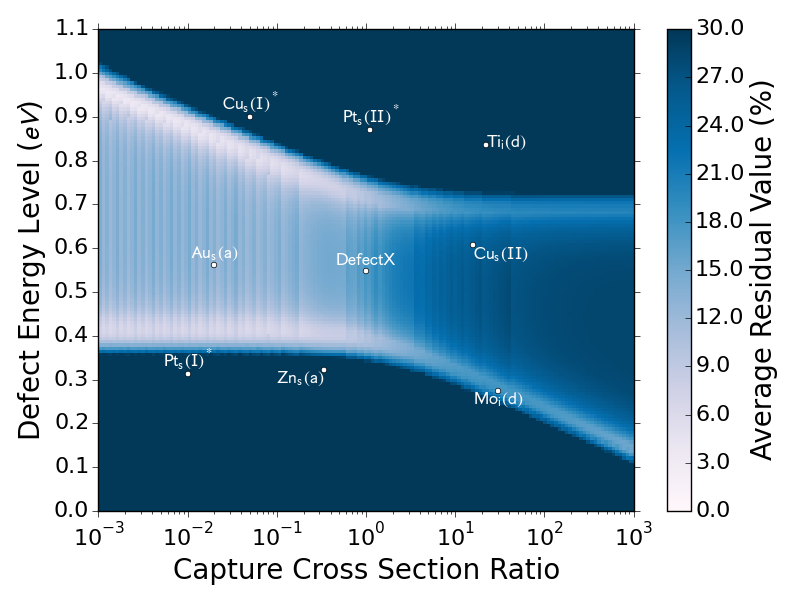 1.1
1.0
0.9
0.8
0.7
0.6
0.5
0.4
0.3
0.2
0.1
0.0
Defect Energy Level (eV)
Cuₛ(I)*
Ptₛ(II)*
Tiᵢ(d)
Auₛ(a)
DefectX
Cuₛ(II)
Ptₛ(I)*
Znₛ(a)
Moᵢ(d)
10⁻³ 10⁻² 10⁻¹ 10⁰ 10¹ 10² 10³
Capture Cross Section Ratio
30.0
27.0
24.0
21.0
18.0
15.0
12.0
9.0
6.0
3.0
0.0
Average Residual Value (%)